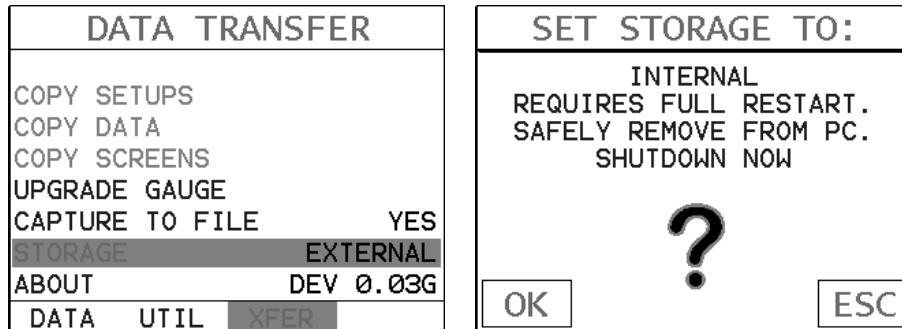 DATA TRANSFER
COPY SETUPS
COPY DATA
COPY SCREENS
UPGRADE GAUGE
CAPTURE TO FILE YES
STORAGE EXTERNAL
ABOUT DEV 0.03G
DATA UTIL XFER
SET STORAGE TO:
INTERNAL
REQUIRES FULL RESTART.
SAFELY REMOVE FROM PC.
SHUTDOWN NOW
?
OK ESC